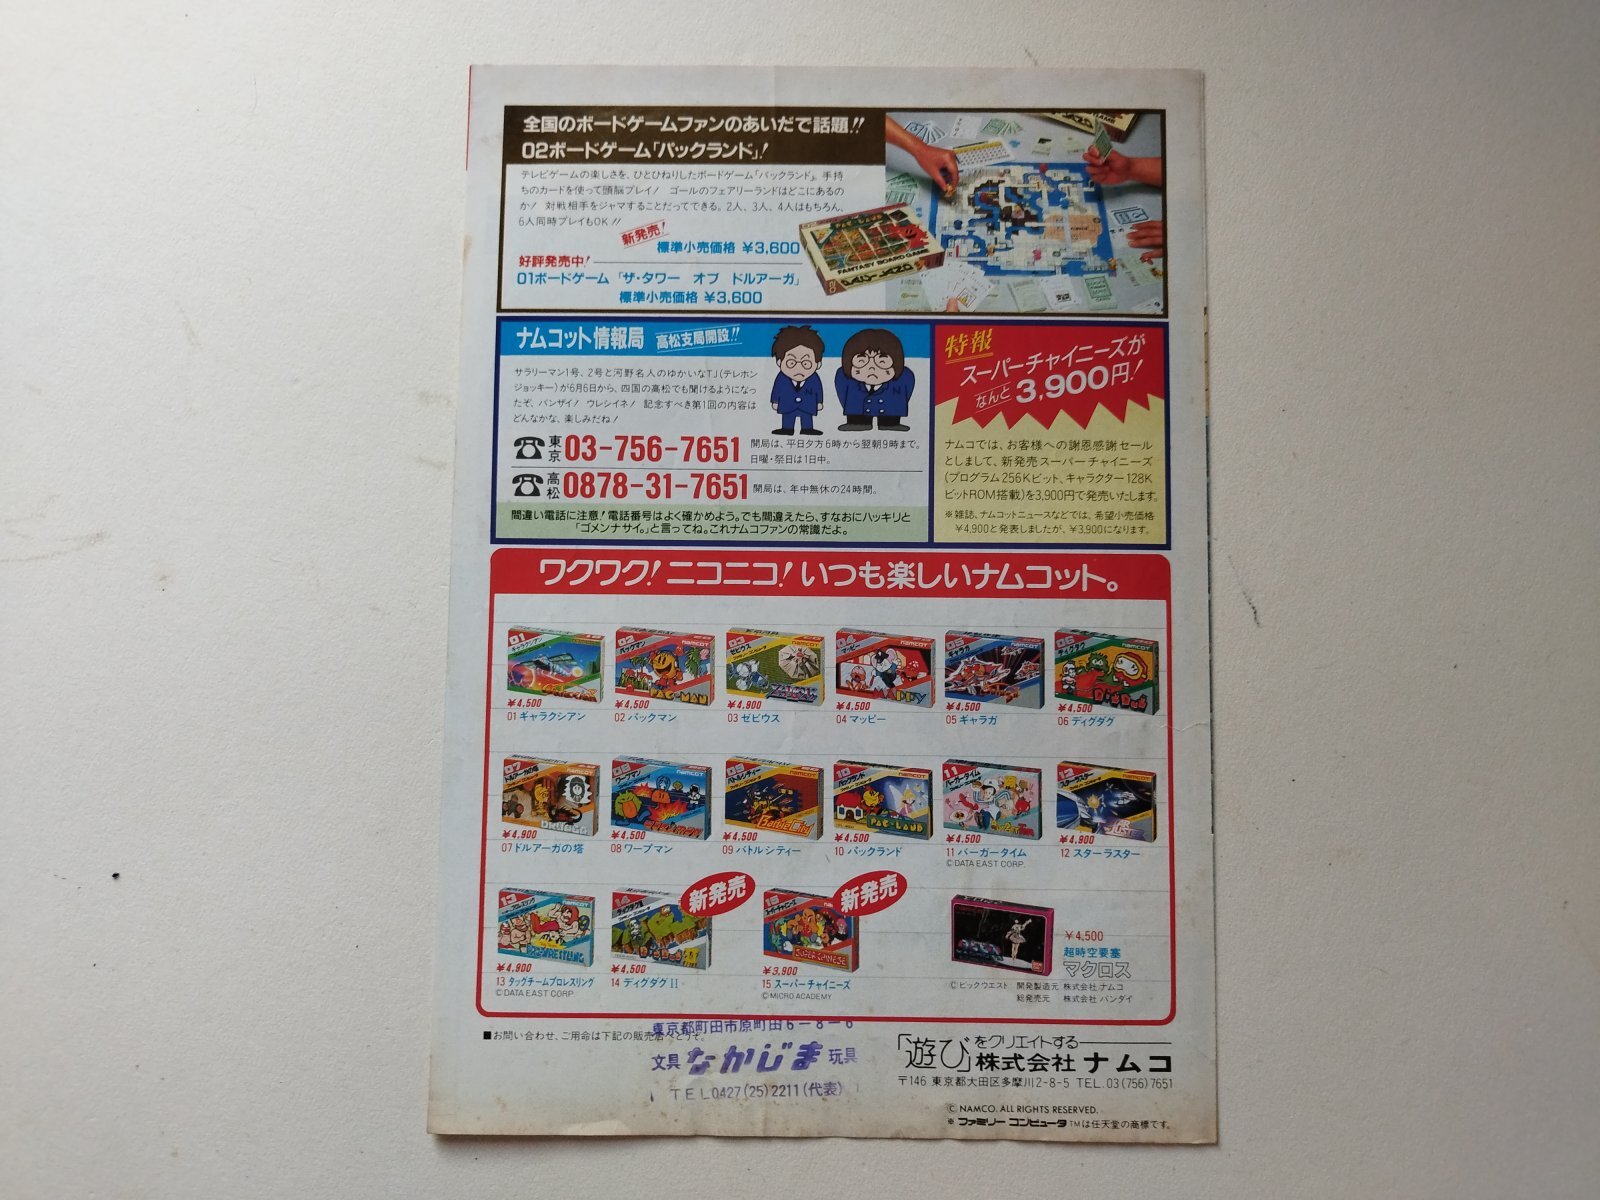 全国のボードゲームファンのあいだで話題!!
02ボードゲーム「パックランド」!
テレビゲームの楽しさを、ひとひねりしたボードゲーム「パックランド」。手持
ちのカードを使って頭脳プレイ! ゴールのフェアリーランドはどこにあるの
か! 対戦相手をジャマすることだってできる。2人、3人、4人はもちろん、
6人同時プレイもOK!!
新発売!
標準小売価格 ¥3,600
好評発売中!
01ボードゲーム 「ザ・タワー オブ ドルアーガ」
標準小売価格 ¥3,600
PAC-LAND
FANTASY BOARD GAME
ナムコット情報局 高松支局開設!!
サラリーマン1号、2号と河野名人のゆかいなTJ(テレホン
ジョッキー)が6月6日から、四国の高松でも聞けるようになっ
たぞ、バンザイ! ウレシイネ! 記念すべき第1回の内容は
どんなかな、楽しみだね!
東京 03-756-7651 開局は、平日夕方6時から翌朝9時まで。
日曜・祭日は1日中。
高松 0878-31-7651 開局は、年中無休の24時間。
間違い電話に注意!電話番号はよく確かめよう。でも間違えたら、すなおにハッキリと
「ゴメンナサイ。」と言ってね。これナムコファンの常識だよ。
特報
スーパーチャイニーズが
なんと 3,900円!
ナムコでは、お客様への謝恩感謝セール
としまして、新発売スーパーチャイニーズ
(プログラム256Kビット、キャラクター128K
ビットROM搭載)を3,900円で発売いたします。
※雑誌、ナムコットニュースなどでは、希望小売価格
¥4,900と発表しましたが、¥3,900になります。
ワクワク!ニコニコ!いつも楽しいナムコット。
¥4,500
01 ギャラクシアン
¥4,500
02 パックマン
¥4,900
03 ゼビウス
¥4,500
04 マッピー
¥4,500
05 ギャラガ
¥4,500
06 ディグダグ
¥4,900
07 ドルアーガの塔
¥4,500
08 ワープマン
¥4,500
09 バトルシティー
¥4,500
10 パックランド
¥4,500
11 バーガータイム
©DATA EAST CORP.
¥4,900
12 スターラスター
¥4,900
13 タッグチームプロレスリング
©DATA EAST CORP
新発売
¥4,500
14 ディグダグII
新発売
¥3,900
15 スーパーチャイニーズ
©MICRO ACADEMY
¥4,500
超時空要塞
マクロス
©ビックウエスト 開発製造元 株式会社 ナムコ
総発売元 株式会社 バンダイ
■お問い合わせ、ご用命は下記の販売店へどうぞ。
東京都町田市原町田6-8-6
文具 なかじま 玩具
TEL0427(25)2211(代表)
「遊び」をクリエイトする
株式会社 ナムコ
〒146 東京都大田区多摩川2-8-5 TEL.03(756)7651
© NAMCO. ALL RIGHTS RESERVED.
※ ファミリーコンピュータTMは任天堂の商標です。